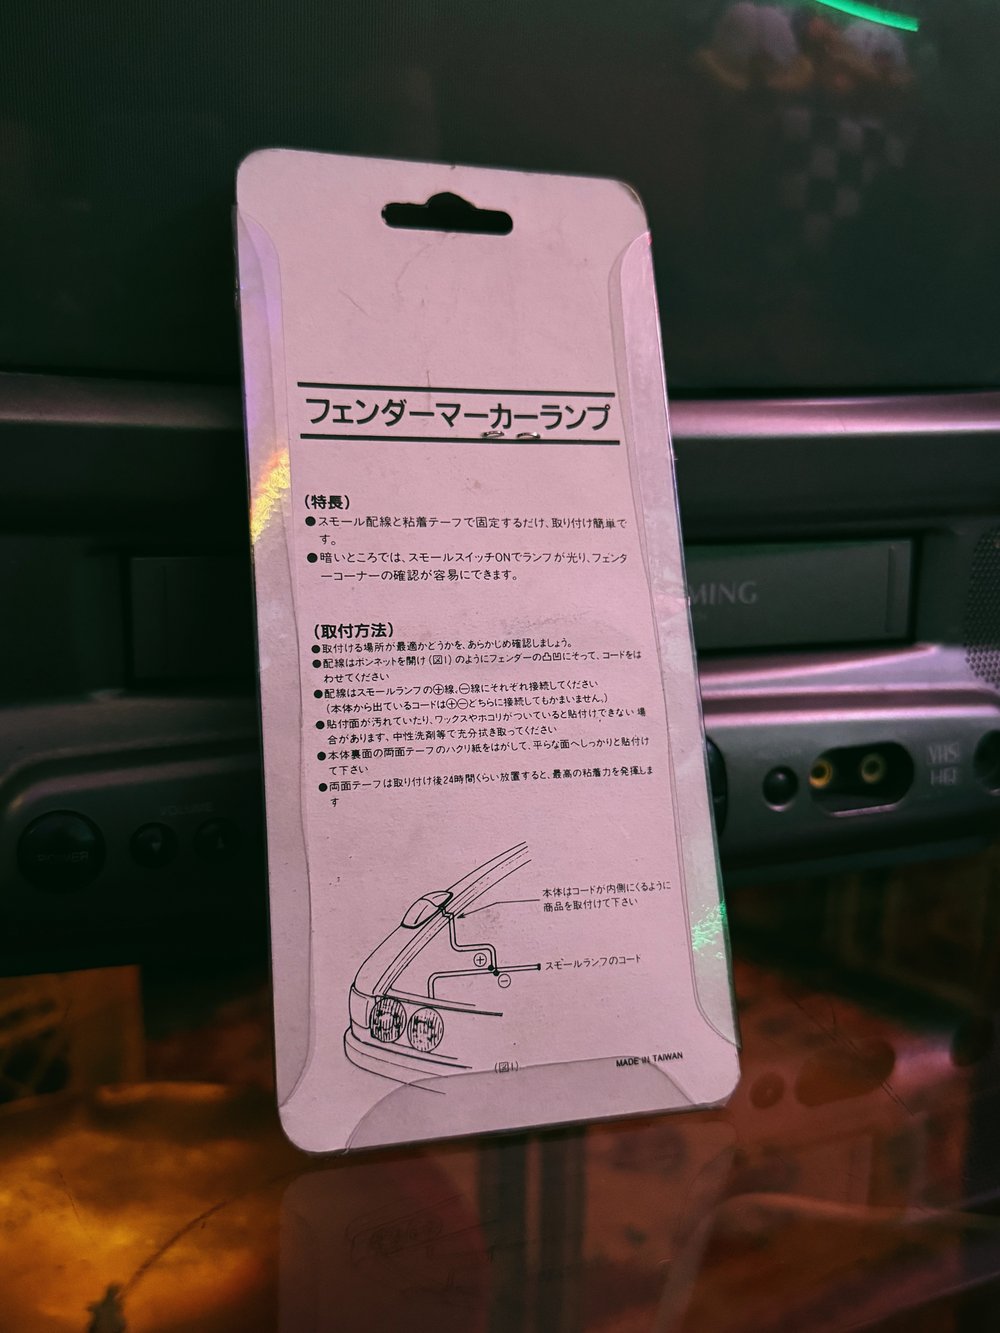 フェンダーマーカーランプ
(特長)
●スモール配線と粘着テープで固定するだけ、取り付け簡単で
す。
●暗いところでは、スモールスイッチONでランプが光り、フェンダ
ーコーナーの確認が容易にできます。
(取付方法)
●取付ける場所が最適かどうかを、あらかじめ確認しましょう。
●配線はボンネットを開け(図1)のようにフェンダーの凸凹にそって、コードをは
わせてください
●配線はスモールランプの⊕線,⊖線にそれぞれ接続してください
(本体から出ているコードは⊕⊖どちらに接続してもかまいません。)
●貼付面が汚れていたり、ワックスやホコリがついていると貼付けできない場
合があります、中性洗剤等で充分拭き取ってください
●本体裏面の両面テープのハクリ紙をはがして、平らな面へしっかりと貼付け
て下さい
●両面テープは取り付け後24時間くらい放置すると、最高の粘着力を発揮しま
す
本体はコードが内側にくるように
商品を取付けて下さい
⊕
スモールランプのコード
⊖
(図1)
MADE IN TAIWAN
MING
VOLUME
POWER
VHS